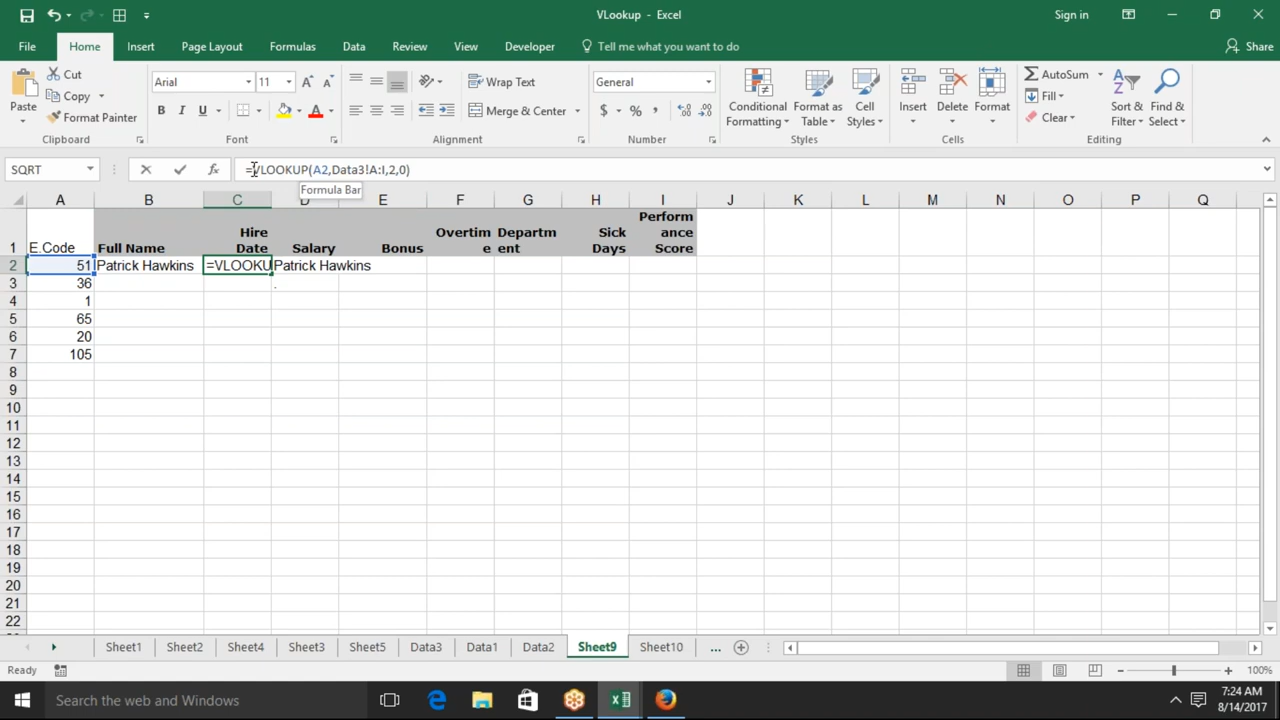 VLookup - Excel
Sign in
File Home Insert Page Layout Formulas Data Review View Developer Tell me what you want to do Share
Paste
Cut
Copy
Format Painter
Clipboard
Arial 11
B I U
Font
Wrap Text
Merge & Center
Alignment
General
$ % ,
Number
Conditional Formatting
Format as Table
Cell Styles
Styles
Insert
Delete
Format
Cells
AutoSum
Fill
Clear
Sort & Filter
Find & Select
Editing
SQRT fx =VLOOKUP(A2,Data3!A:I,2,0)
Formula Bar
A B C D E F G H I J K L M N O P Q
1 E.Code Full Name Hire Date Salary Bonus Overtime Department Sick Days Performance Score
2 51 Patrick Hawkins =VLOOKU Patrick Hawkins
3 36 .
4 1
5 65
6 20
7 105
8
9
10
11
12
13
14
15
16
17
18
19
20
21
22
... Sheet1 Sheet2 Sheet4 Sheet3 Sheet5 Data3 Data1 Data2 Sheet9 Sheet10 ...
Ready 100%
Search the web and Windows
7:24 AM
8/14/2017